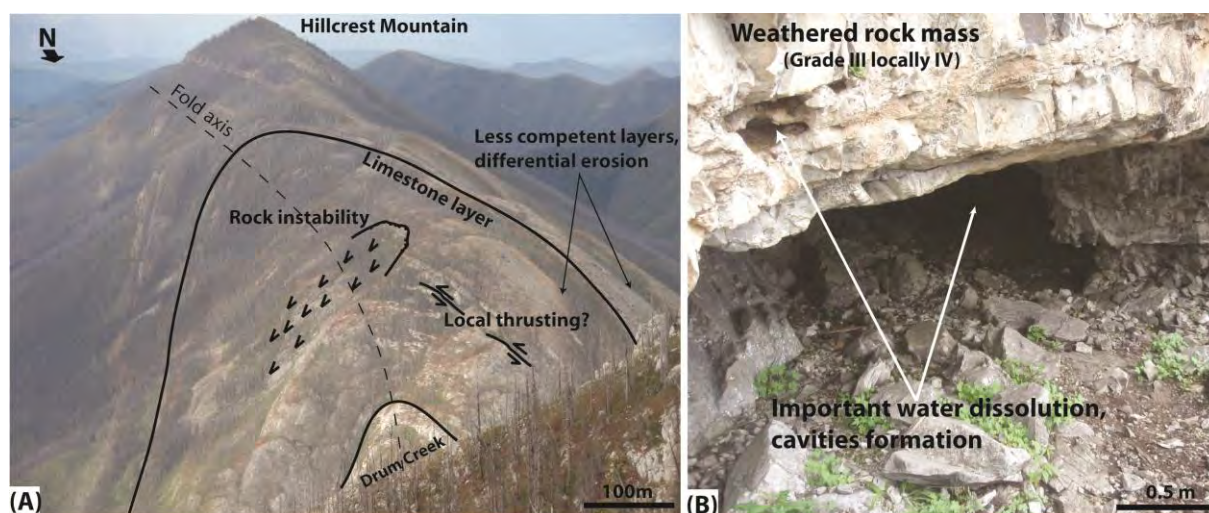 Hillcrest Mountain
N
Fold axis
Less competent layers,
differential erosion
Limestone layer
Rock instability
Local thrusting?
Drum Creek
(A)
100m
Weathered rock mass
(Grade III locally IV)
Important water dissolution,
cavities formation
(B)
0.5 m